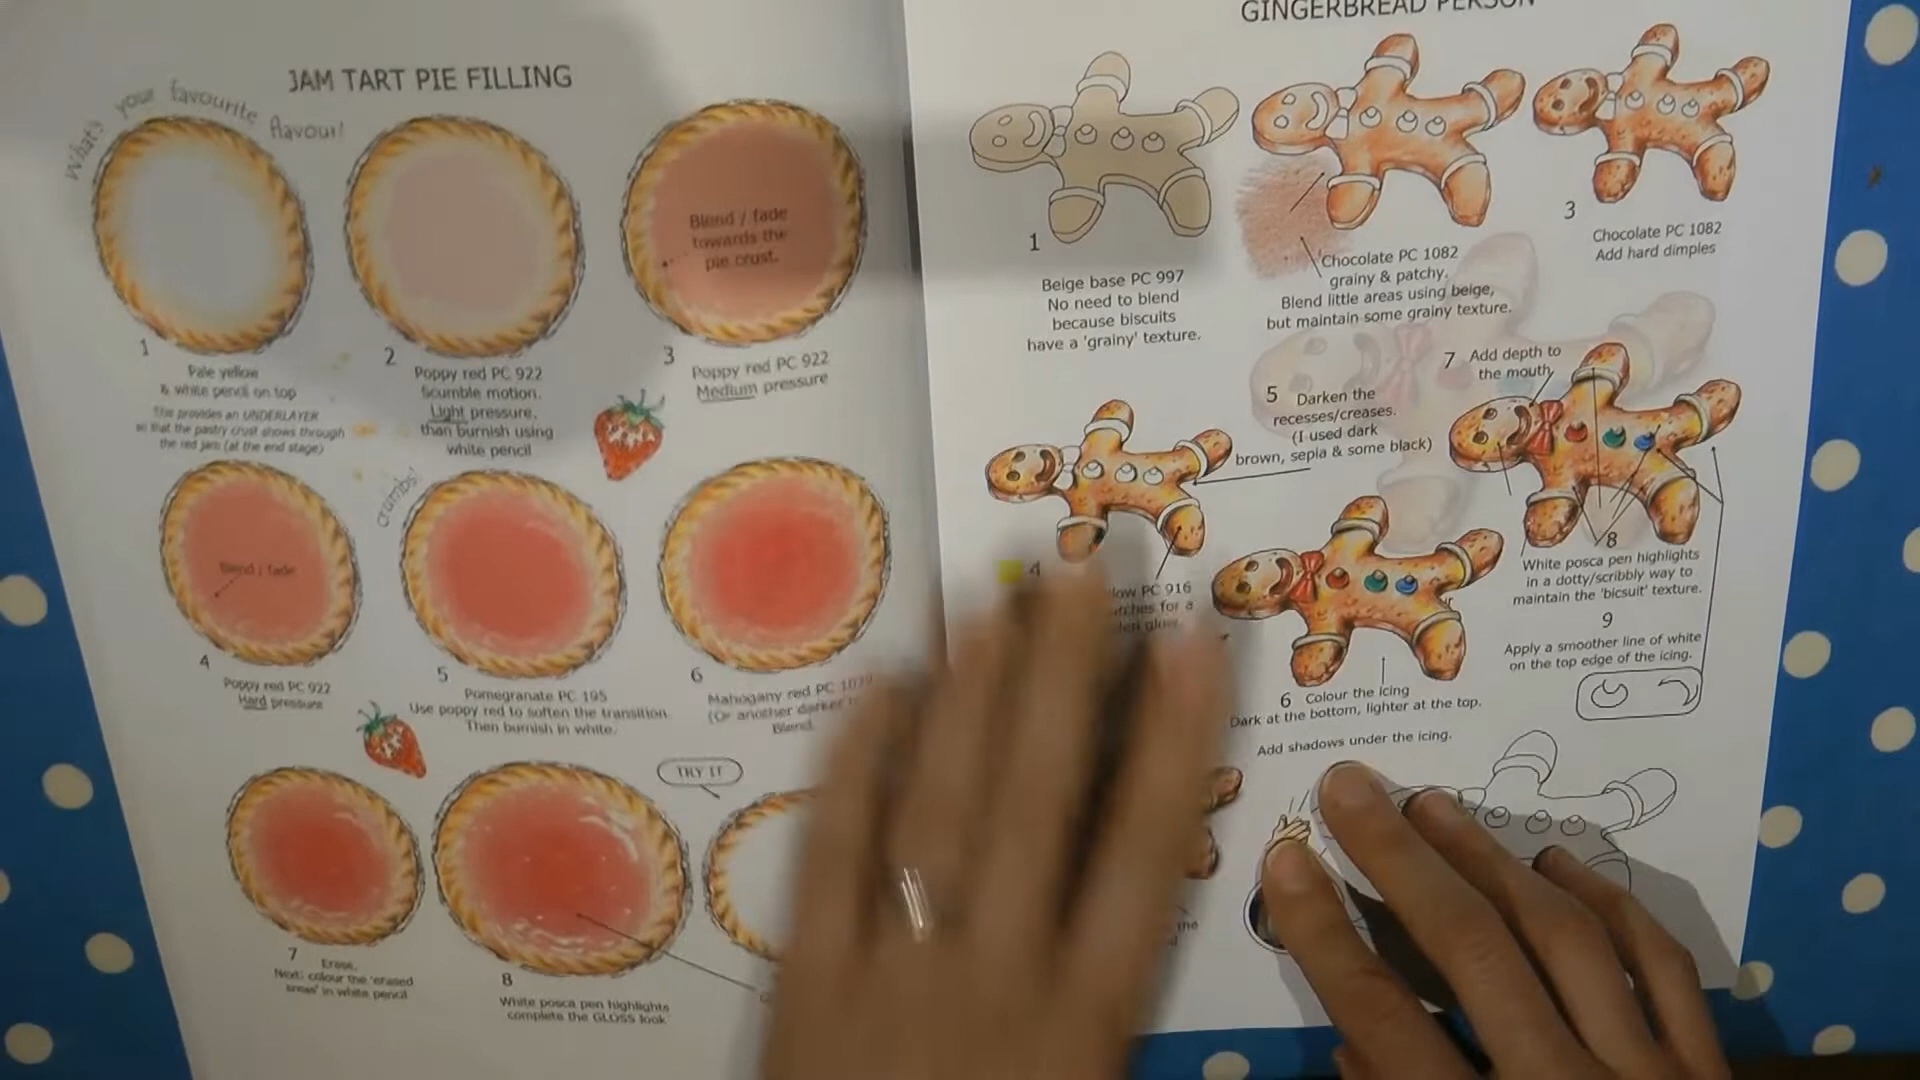 JAM TART PIE FILLING
What's your favourite flavour!
1
Pale yellow
& white pencil on top
This provides an UNDERLAYER
so that the pastry crust shows through
the red jam (at the end stage)
2
Poppy red PC 922
Scumble motion.
Light pressure,
than burnish using
white pencil
Blend / fade
towards the
pie crust.
3
Poppy red PC 922
Medium pressure
crumbs!
Blend / fade
4
Poppy red PC 922
Hard pressure
5
Pomegranate PC 195
Use poppy red to soften the transition
Then burnish in white.
6
Mahogany red PC
(Or another darker
Blend.
7
Erase.
Next: colour the 'erased
areas' in white pencil
8
White posca pen highlights
complete the GLOSS look.
TRY IT
GINGERBREAD PERSON
1
Beige base PC 997
No need to blend
because biscuits
have a 'grainy' texture.
Chocolate PC 1082
grainy & patchy.
Blend little areas using beige,
but maintain some grainy texture.
3
Chocolate PC 1082
Add hard dimples
4
PC 916
for a
5 Darken the
recesses/creases.
(I used dark
brown, sepia & some black)
6 Colour the icing
Dark at the bottom, lighter at the top.
Add shadows under the icing.
7 Add depth to
the mouth
8
White posca pen highlights
in a dotty/scribbly way to
maintain the 'bicsuit' texture.
9
Apply a smoother line of white
on the top edge of the icing.
the